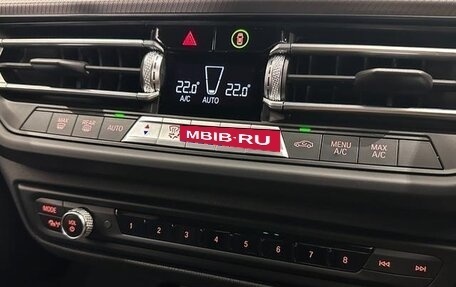 22.0° 22.0°
A/C AUTO
MAX REAR AUTO MENU A/C MAX A/C
MBIB-RU
MODE
VOL
1 2 3 4 5 6 7 8